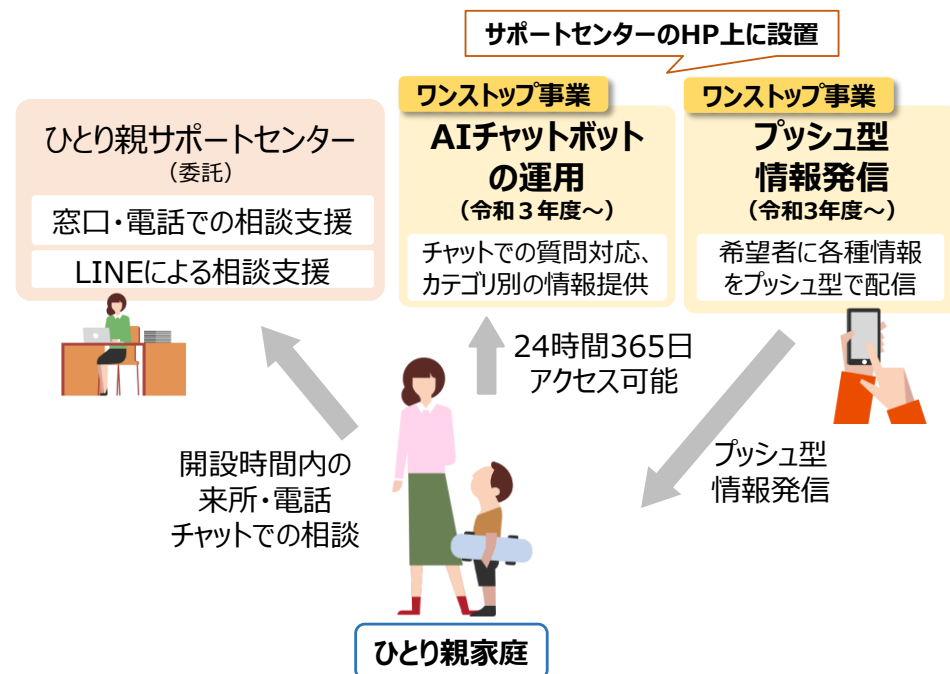 サポートセンターのHP上に設置
ひとり親サポートセンター
（委託）
窓口・電話での相談支援
LINEによる相談支援
ワンストップ事業
AIチャットボット
の運用
（令和３年度～）
チャットでの質問対応、
カテゴリ別の情報提供
ワンストップ事業
プッシュ型
情報発信
（令和3年度～）
希望者に各種情報
をプッシュ型で配信
開設時間内の
来所・電話
チャットでの相談
24時間365日
アクセス可能
プッシュ型
情報発信
ひとり親家庭